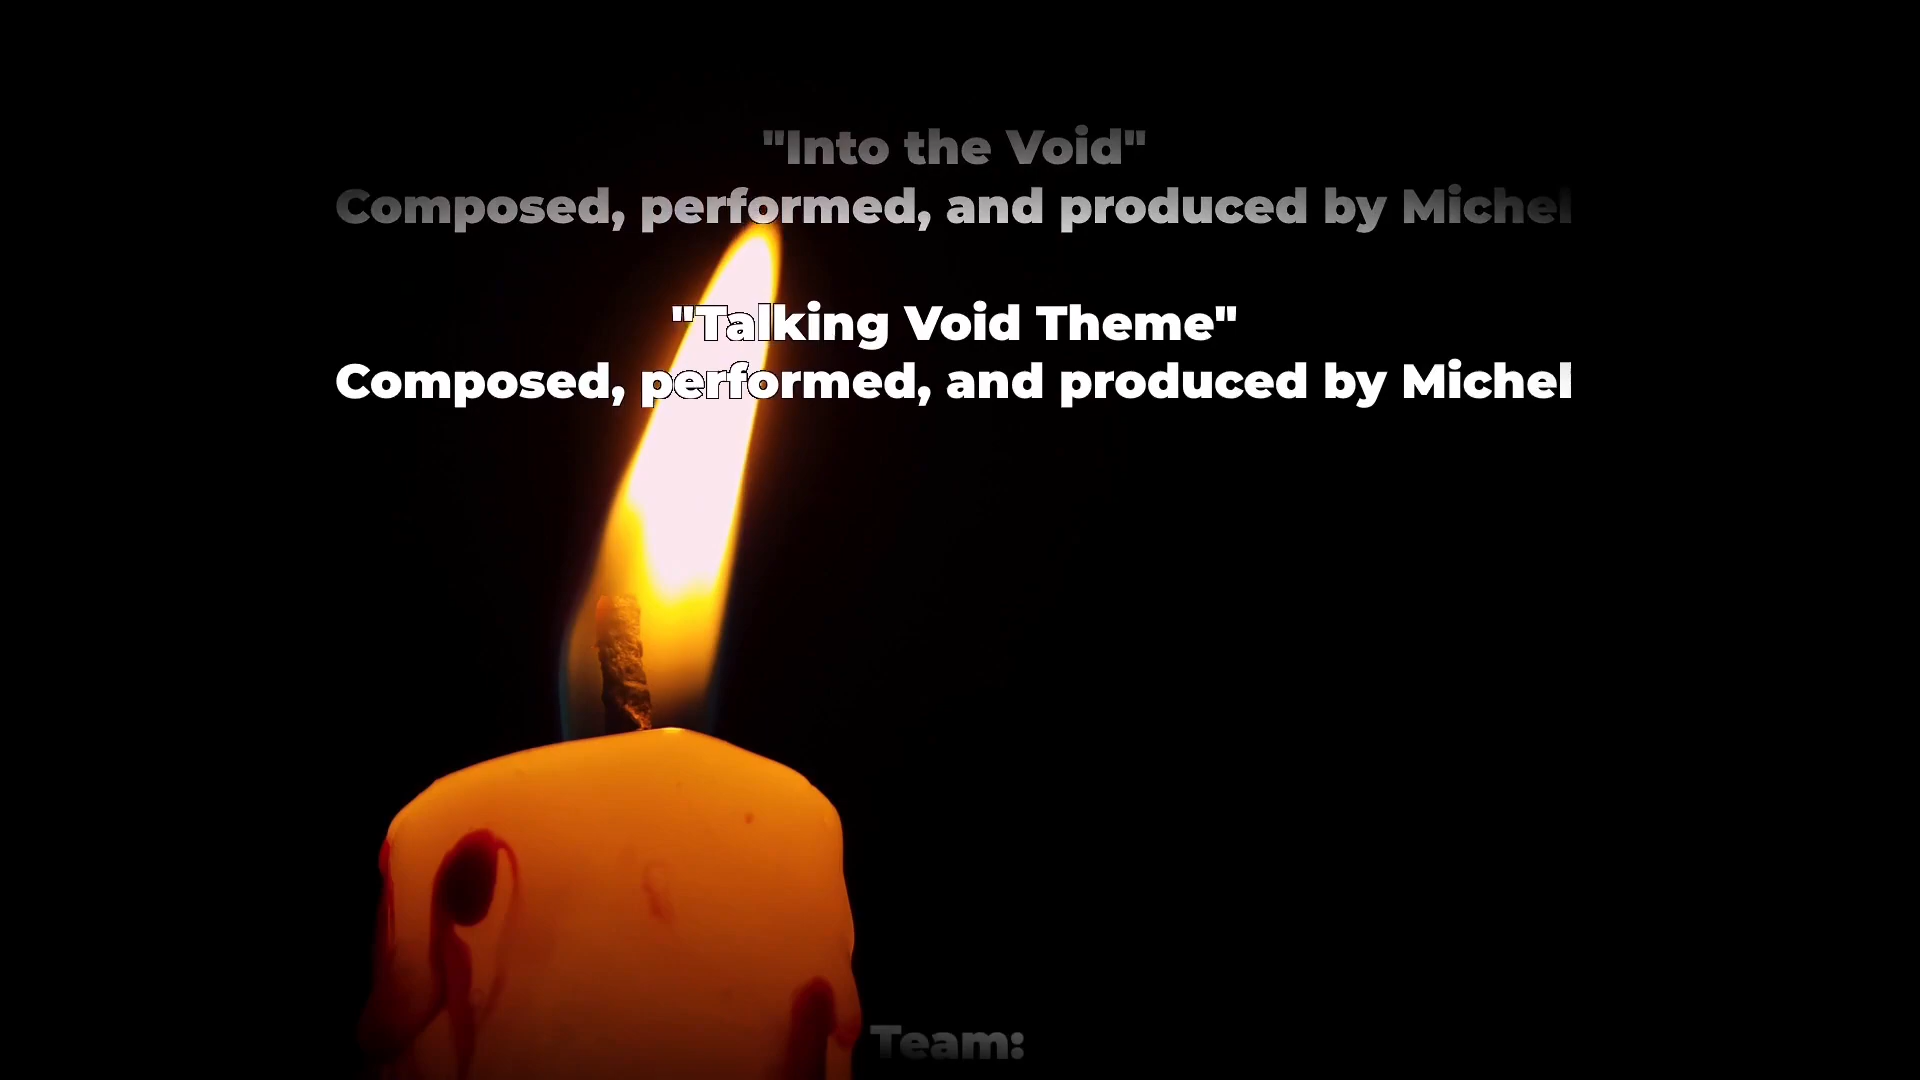 "Into the Void"
Composed, performed, and produced by Michel
"Talking Void Theme"
Composed, performed, and produced by Michel
Team: